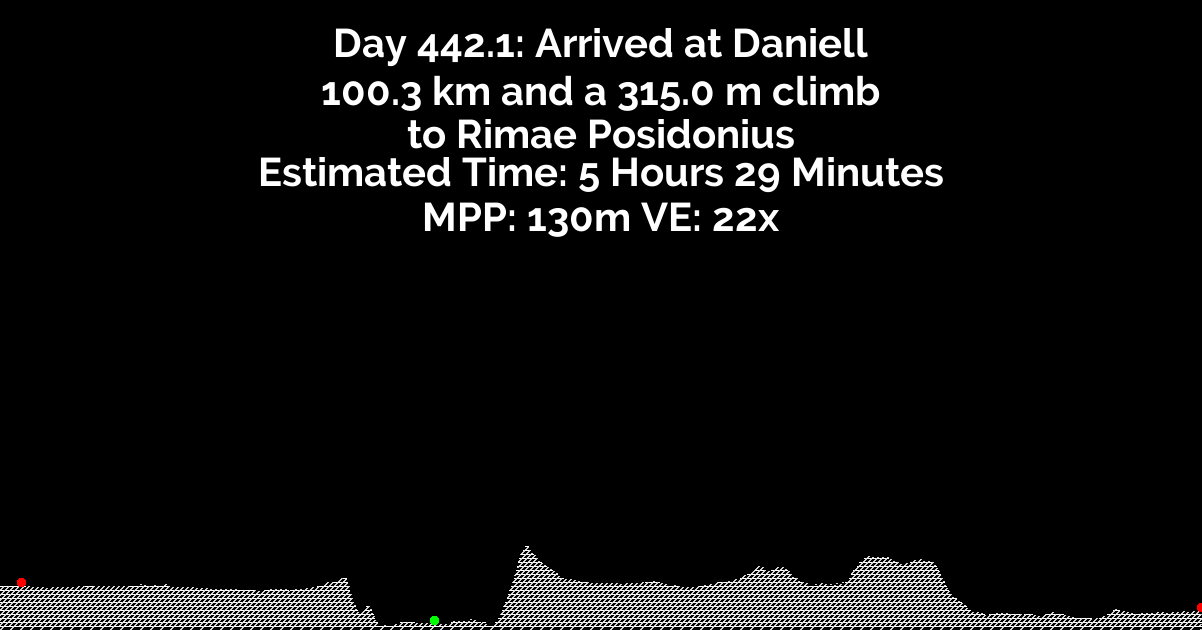 Day 442.1: Arrived at Daniell
100.3 km and a 315.0 m climb
to Rimae Posidonius
Estimated Time: 5 Hours 29 Minutes
MPP: 130m VE: 22x